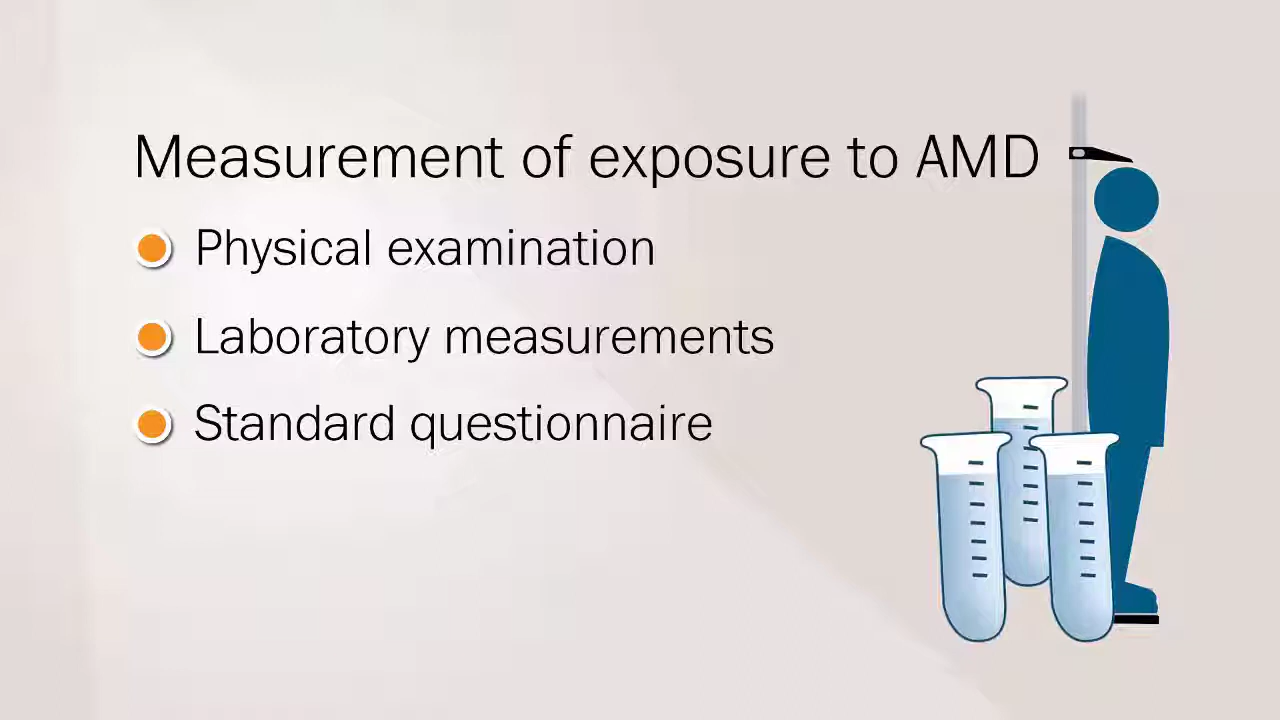 Measurement of exposure to AMD
Physical examination
Laboratory measurements
Standard questionnaire